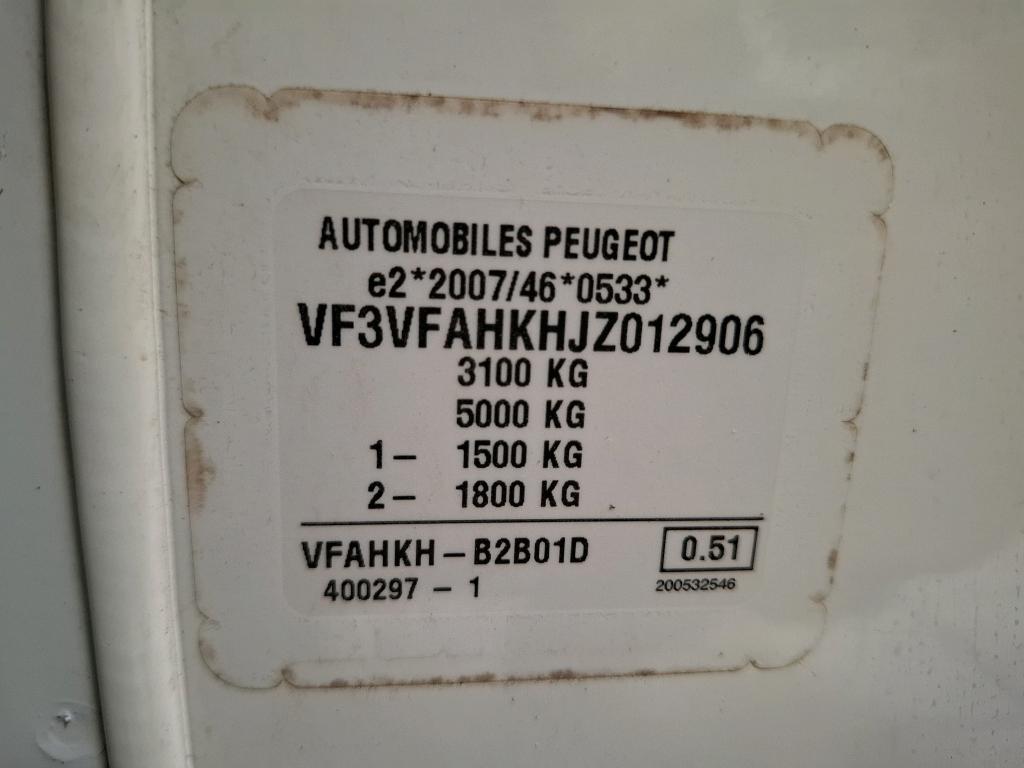 AUTOMOBILES PEUGEOT
e2*2007/46*0533*
VF3VFAHKHJZ012906
3100 KG
5000 KG
1– 1500 KG
2– 1800 KG
VFAHKH–B2B01D 0.51
400297 – 1 200532546